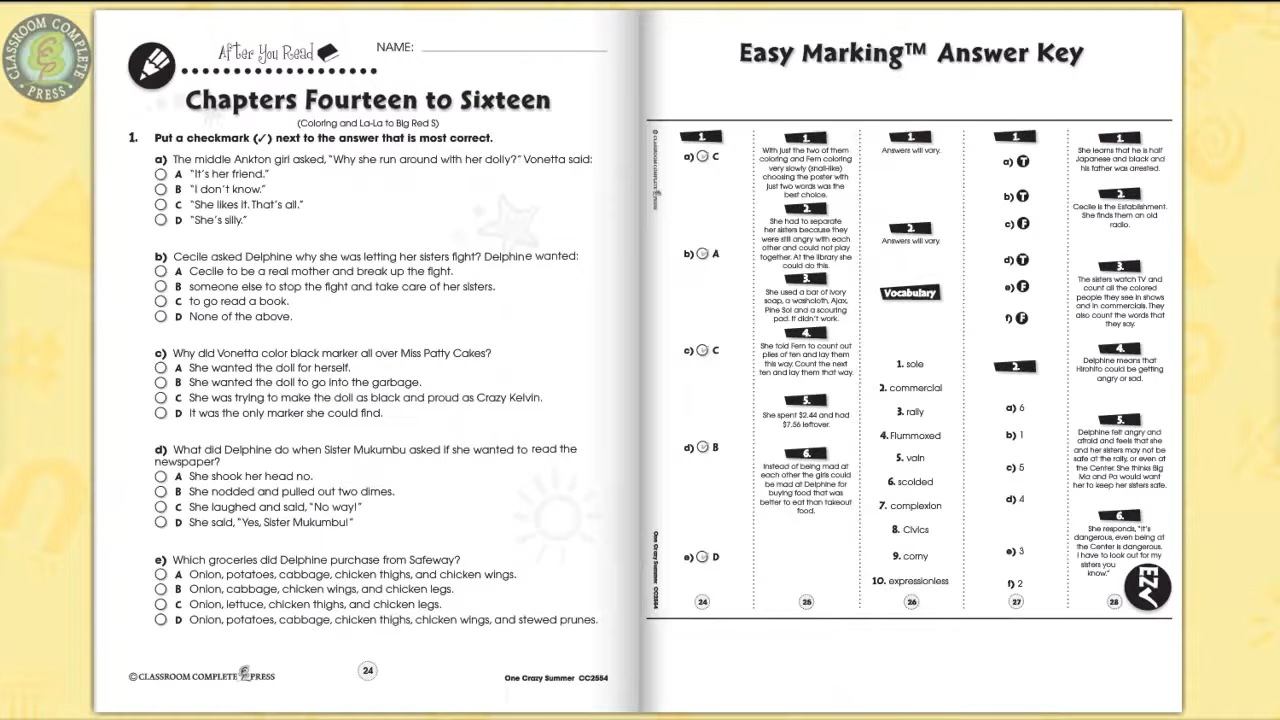 CLASSROOM COMPLETE
PRESS
After You Read
NAME:
Chapters Fourteen to Sixteen
(Coloring and La-La to Big Red S)
1. Put a checkmark (✓) next to the answer that is most correct.
a) The middle Ankton girl asked, "Why she run around with her dolly?" Vonetta said:
A "It's her friend."
B "I don't know."
C "She likes it. That's all."
D "She's silly."
b) Cecile asked Delphine why she was letting her sisters fight? Delphine wanted:
A Cecile to be a real mother and break up the fight.
B someone else to stop the fight and take care of her sisters.
C to go read a book.
D None of the above.
c) Why did Vonetta color black marker all over Miss Patty Cakes?
A She wanted the doll for herself.
B She wanted the doll to go into the garbage.
C She was trying to make the doll as black and proud as Crazy Kelvin.
D It was the only marker she could find.
d) What did Delphine do when Sister Mukumbu asked if she wanted to read the
newspaper?
A She shook her head no.
B She nodded and pulled out two dimes.
C She laughed and said, "No way!"
D She said, "Yes, Sister Mukumbu!"
e) Which groceries did Delphine purchase from Safeway?
A Onion, potatoes, cabbage, chicken thighs, and chicken wings.
B Onion, cabbage, chicken wings, and chicken legs.
C Onion, lettuce, chicken thighs, and chicken legs.
D Onion, potatoes, cabbage, chicken thighs, chicken wings, and stewed prunes.
© CLASSROOM COMPLETE PRESS
24
One Crazy Summer CC2554
Easy Marking™ Answer Key
© CLASSROOM COMPLETE PRESS
One Crazy Summer CC2554
1.
a) C
b) A
c) C
d) B
e) D
24
1.
With just the two of them
coloring and Fern coloring
very slowly (snail-like)
choosing the poster with
just two words was the
best choice.
2.
She had to separate
her sisters because they
were still angry with each
other and could not play
together. At the library she
could do this.
3.
She used a bar of Ivory
soap, a washcloth, Ajax,
Pine Sol and a scouring
pad. It didn't work.
4.
She told Fern to count out
plies of ten and lay them
this way. Count the next
ten and lay them that way.
5.
She spent $2.44 and had
$7.56 leftover.
6.
Instead of being mad at
each other the girls could
be mad at Delphine for
buying food that was
better to eat than takeout
food.
25
1.
Answers will vary.
2.
Answers will vary.
Vocabulary
1. sole
2. commercial
3. rally
4. Flummoxed
5. vain
6. scolded
7. complexion
8. Civics
9. corny
10. expressionless
26
1.
a) T
b) T
c) F
d) T
e) F
f) F
2.
a) 6
b) 1
c) 5
d) 4
e) 3
f) 2
27
1.
She learns that he is half
Japanese and black and
his father was arrested.
2.
Cecile is the Establishment.
She finds them an old
radio.
3.
The sisters watch TV and
count all the colored
people they see in shows
and in commercials. They
also count the words that
they say.
4.
Delphine means that
Hirohito could be getting
angry or sad.
5.
Delphine felt angry and
afraid and feels that she
and her sisters may not be
safe at the rally, or even at
the Center. She thinks Big
Ma and Pa would want
her to keep her sisters safe.
6.
She responds, "It's
dangerous, even being at
the Center is dangerous.
I have to look out for my
sisters you
know."
28
EZ✓